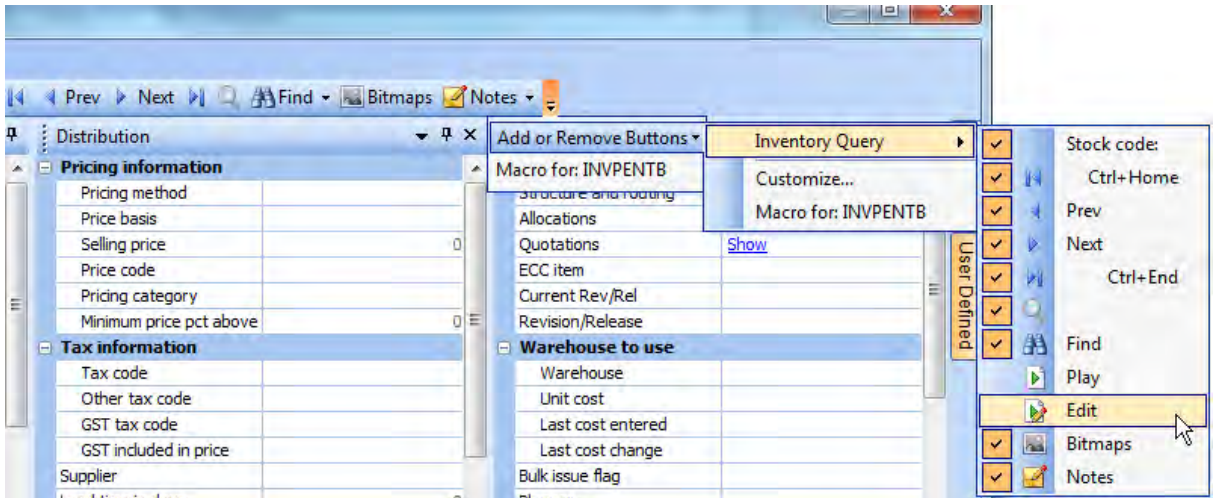 Prev Next Find Bitmaps Notes
Distribution
Pricing information
Pricing method
Price basis
Selling price 0
Price code
Pricing category
Minimum price pct above 0
Tax information
Tax code
Other tax code
GST tax code
GST included in price
Supplier
Add or Remove Buttons
Macro for: INVPENTB
Structure and routing
Allocations
Quotations Show
ECC item
Current Rev/Rel
Revision/Release
Warehouse to use
Warehouse
Unit cost
Last cost entered
Last cost change
Bulk issue flag
Inventory Query
Customize...
Macro for: INVPENTB
User Defined
Stock code:
Ctrl+Home
Prev
Next
Ctrl+End
Find
Play
Edit
Bitmaps
Notes